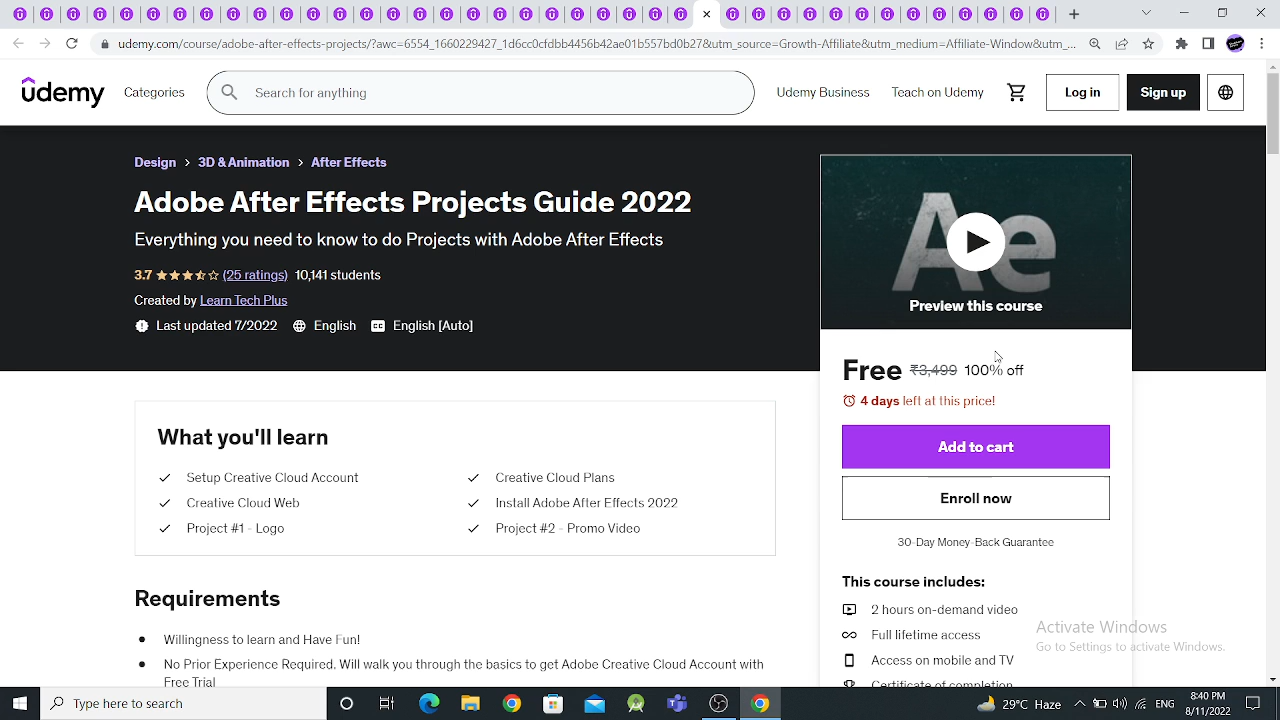 udemy.com/course/adobe-after-effects-projects/?awc=6554_1660229427_1d6ccfdbb4456b42ae01b557bd0b27&utm_source=Growth-Affiliate&utm_medium=Affiliate-Window&utm_...
udemy
Categories
Search for anything
Udemy Business
Teach on Udemy
Log in
Sign up
Design > 3D & Animation > After Effects
Adobe After Effects Projects Guide 2022
Everything you need to know to do Projects with Adobe After Effects
3.7 (25 ratings) 10,141 students
Created by Learn Tech Plus
Last updated 7/2022 English English [Auto]
Ae
Preview this course
Free ₹3,499 100% off
4 days left at this price!
Add to cart
Enroll now
30-Day Money-Back Guarantee
This course includes:
2 hours on-demand video
Full lifetime access
Access on mobile and TV
Certificate of completion
What you'll learn
Setup Creative Cloud Account
Creative Cloud Plans
Creative Cloud Web
Install Adobe After Effects 2022
Project #1 - Logo
Project #2 - Promo Video
Requirements
Willingness to learn and Have Fun!
No Prior Experience Required. Will walk you through the basics to get Adobe Creative Cloud Account with
Free Trial
Activate Windows
Go to Settings to activate Windows.
Type here to search
29°C Haze
ENG
8:40 PM
8/11/2022